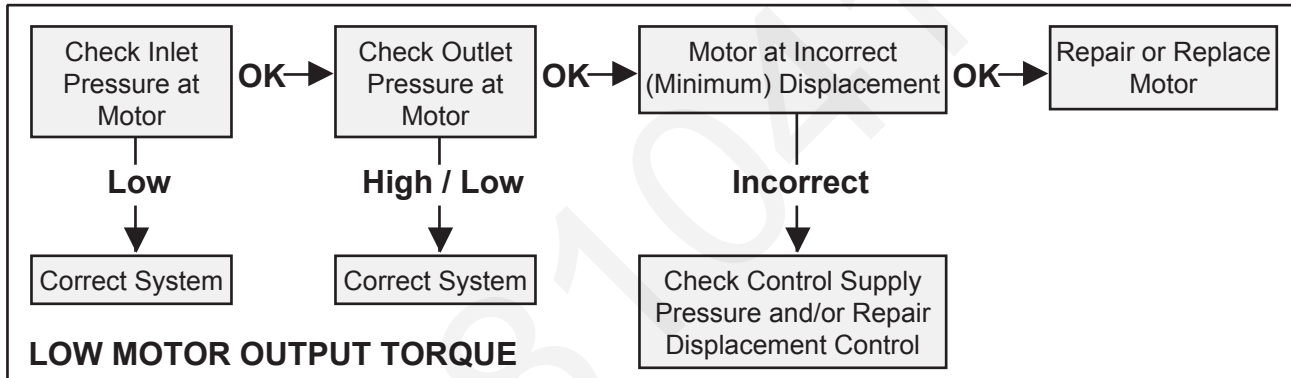 Check Inlet
Pressure at
Motor
OK
Check Outlet
Pressure at
Motor
OK
Motor at Incorrect
(Minimum) Displacement
OK
Repair or Replace
Motor
Low
High / Low
Incorrect
Correct System
Correct System
Check Control Supply
Pressure and/or Repair
Displacement Control
LOW MOTOR OUTPUT TORQUE